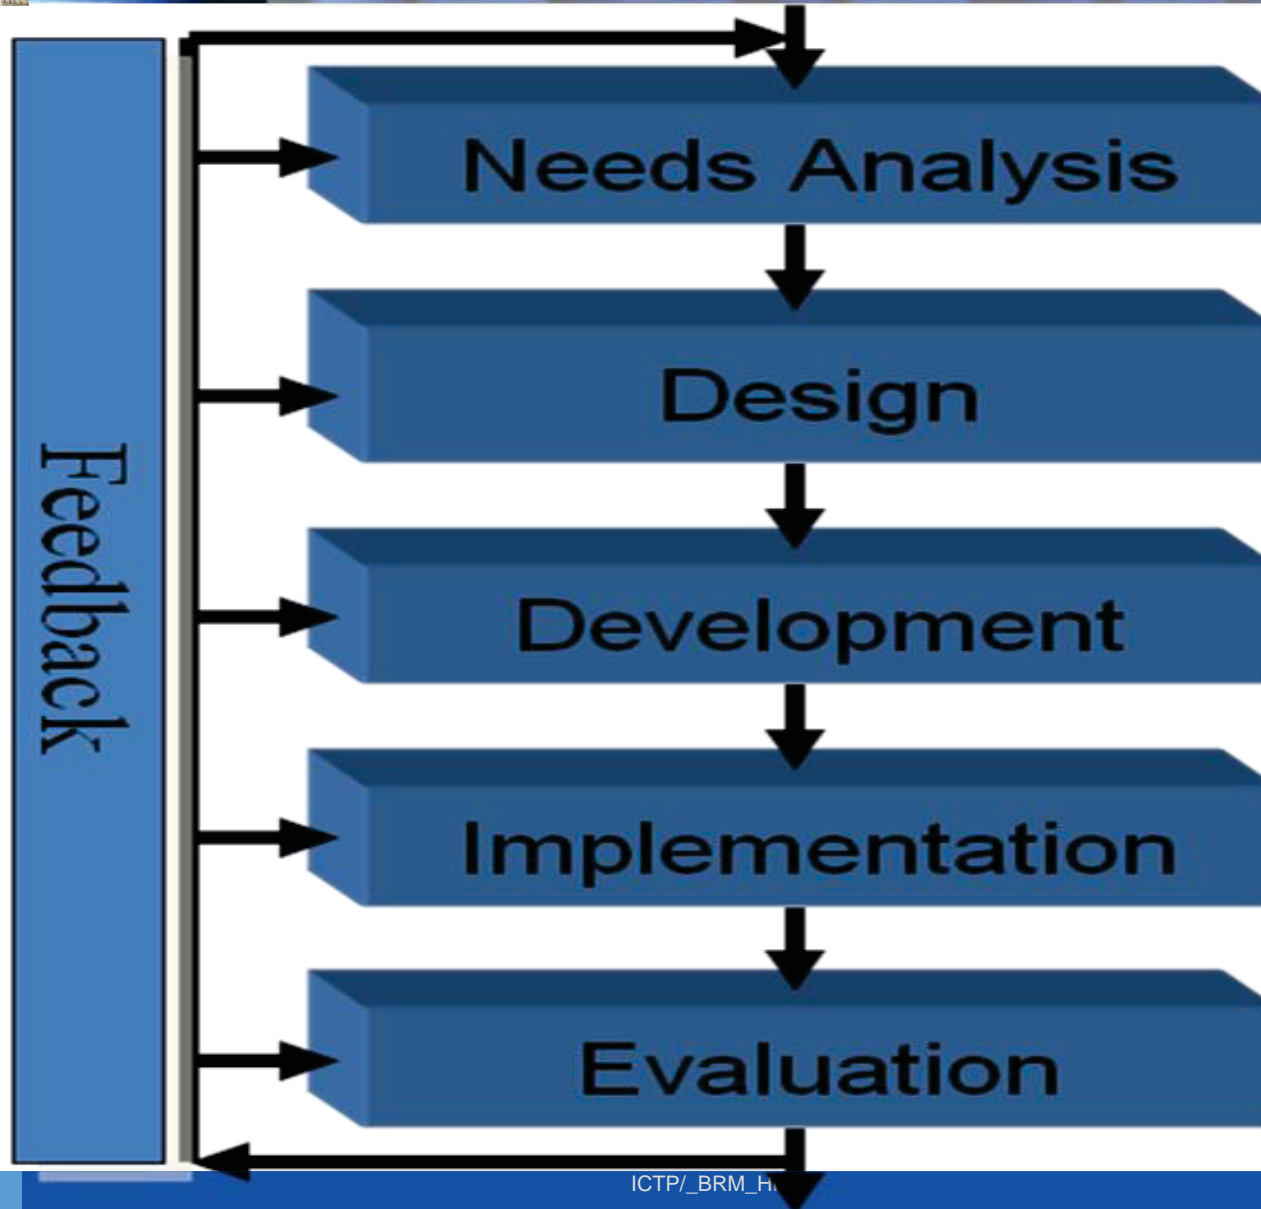 Needs Analysis
Design
Feedback
Development
Implementation
Evaluation
ICTP/_BRM_H